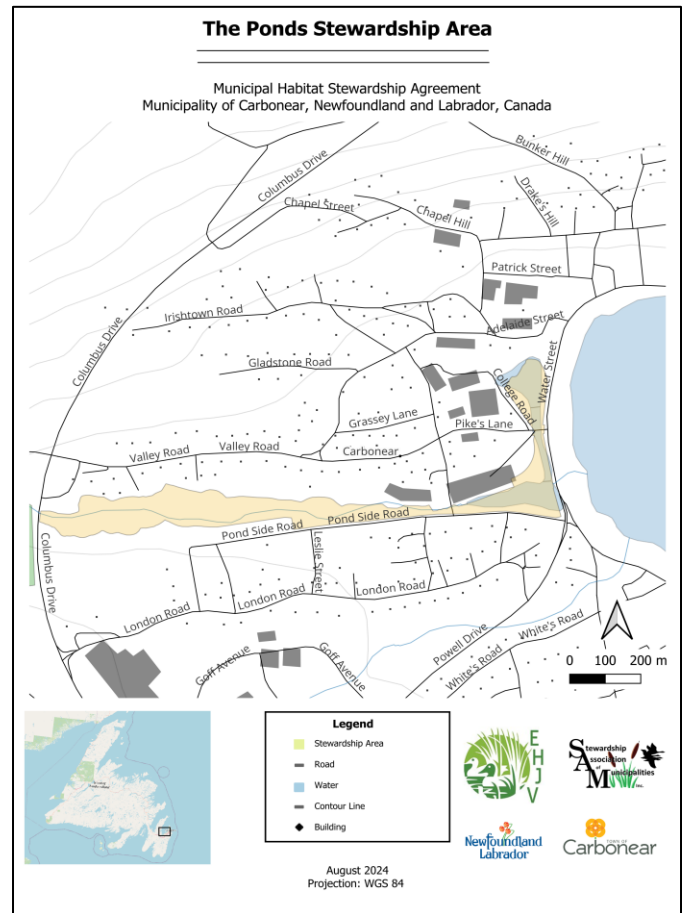 The Ponds Stewardship Area
Municipal Habitat Stewardship Agreement
Municipality of Carbonear, Newfoundland and Labrador, Canada
Bunker Hill
Columbus Drive
Drake's Hill
Chapel Street
Chapel Hill
Patrick Street
Irishtown Road
Adelaide Street
Columbus Drive
Water Street
Gladstone Road
College Road
Grassey Lane
Pike's Lane
Valley Road
Valley Road
Carbonear
Pond Side Road
Pond Side Road
Columbus Drive
Leslie Street
London Road
London Road
London Road
White's Road
Powell Drive
Goff Avenue
Goff Avenue
White's Road
0 100 200 m
Legend
Stewardship Area
Road
Water
Contour Line
Building
EHJV
Stewardship
Association
of
Municipalities
INC.
Newfoundland
Labrador
TOWN OF
Carbonear
August 2024
Projection: WGS 84